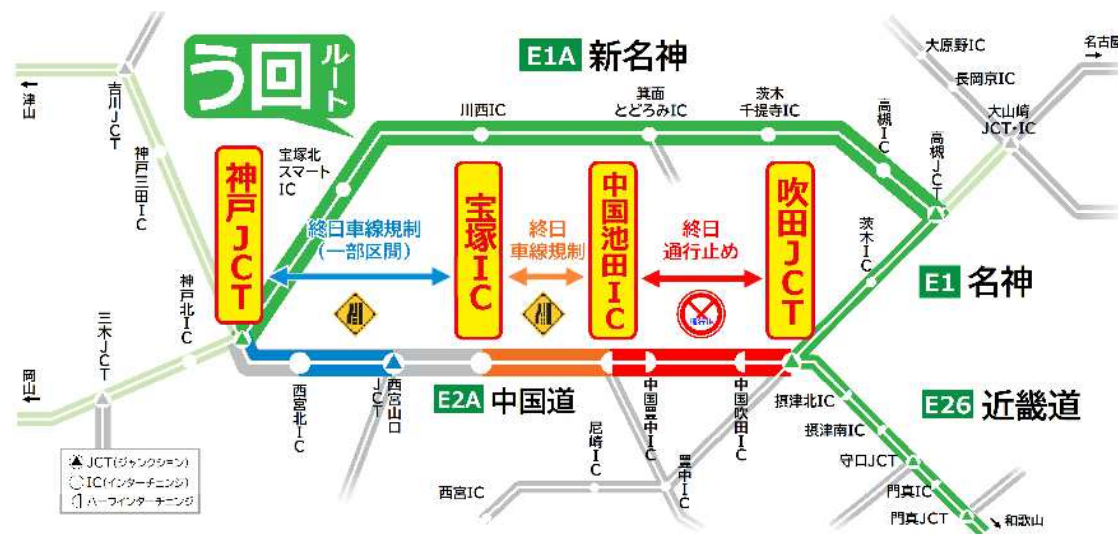 う回
ルート
E1A 新名神
大原野IC
名古屋
→
長岡京IC
大山崎
JCT・IC
↑津山
吉川JCT
神戸三田IC
川西IC
箕面
とどろみIC
茨木
千提寺IC
高槻IC
高槻JCT
宝塚北
スマート
IC
神戸JCT
宝塚IC
中国池田IC
吹田JCT
終日車線規制
(一部区間)
終日
車線規制
終日
通行止め
通行止
茨木IC
E1 名神
神戸北IC
三木JCT
↑岡山
西宮北IC
西宮山口
JCT
E2A 中国道
中国豊中IC
中国吹田IC
尼崎IC
豊中IC
西宮IC
E26 近畿道
摂津北IC
摂津南IC
守口JCT
門真IC
門真JCT
和歌山
JCT(ジャンクション)
IC(インターチェンジ)
ハーフインターチェンジ